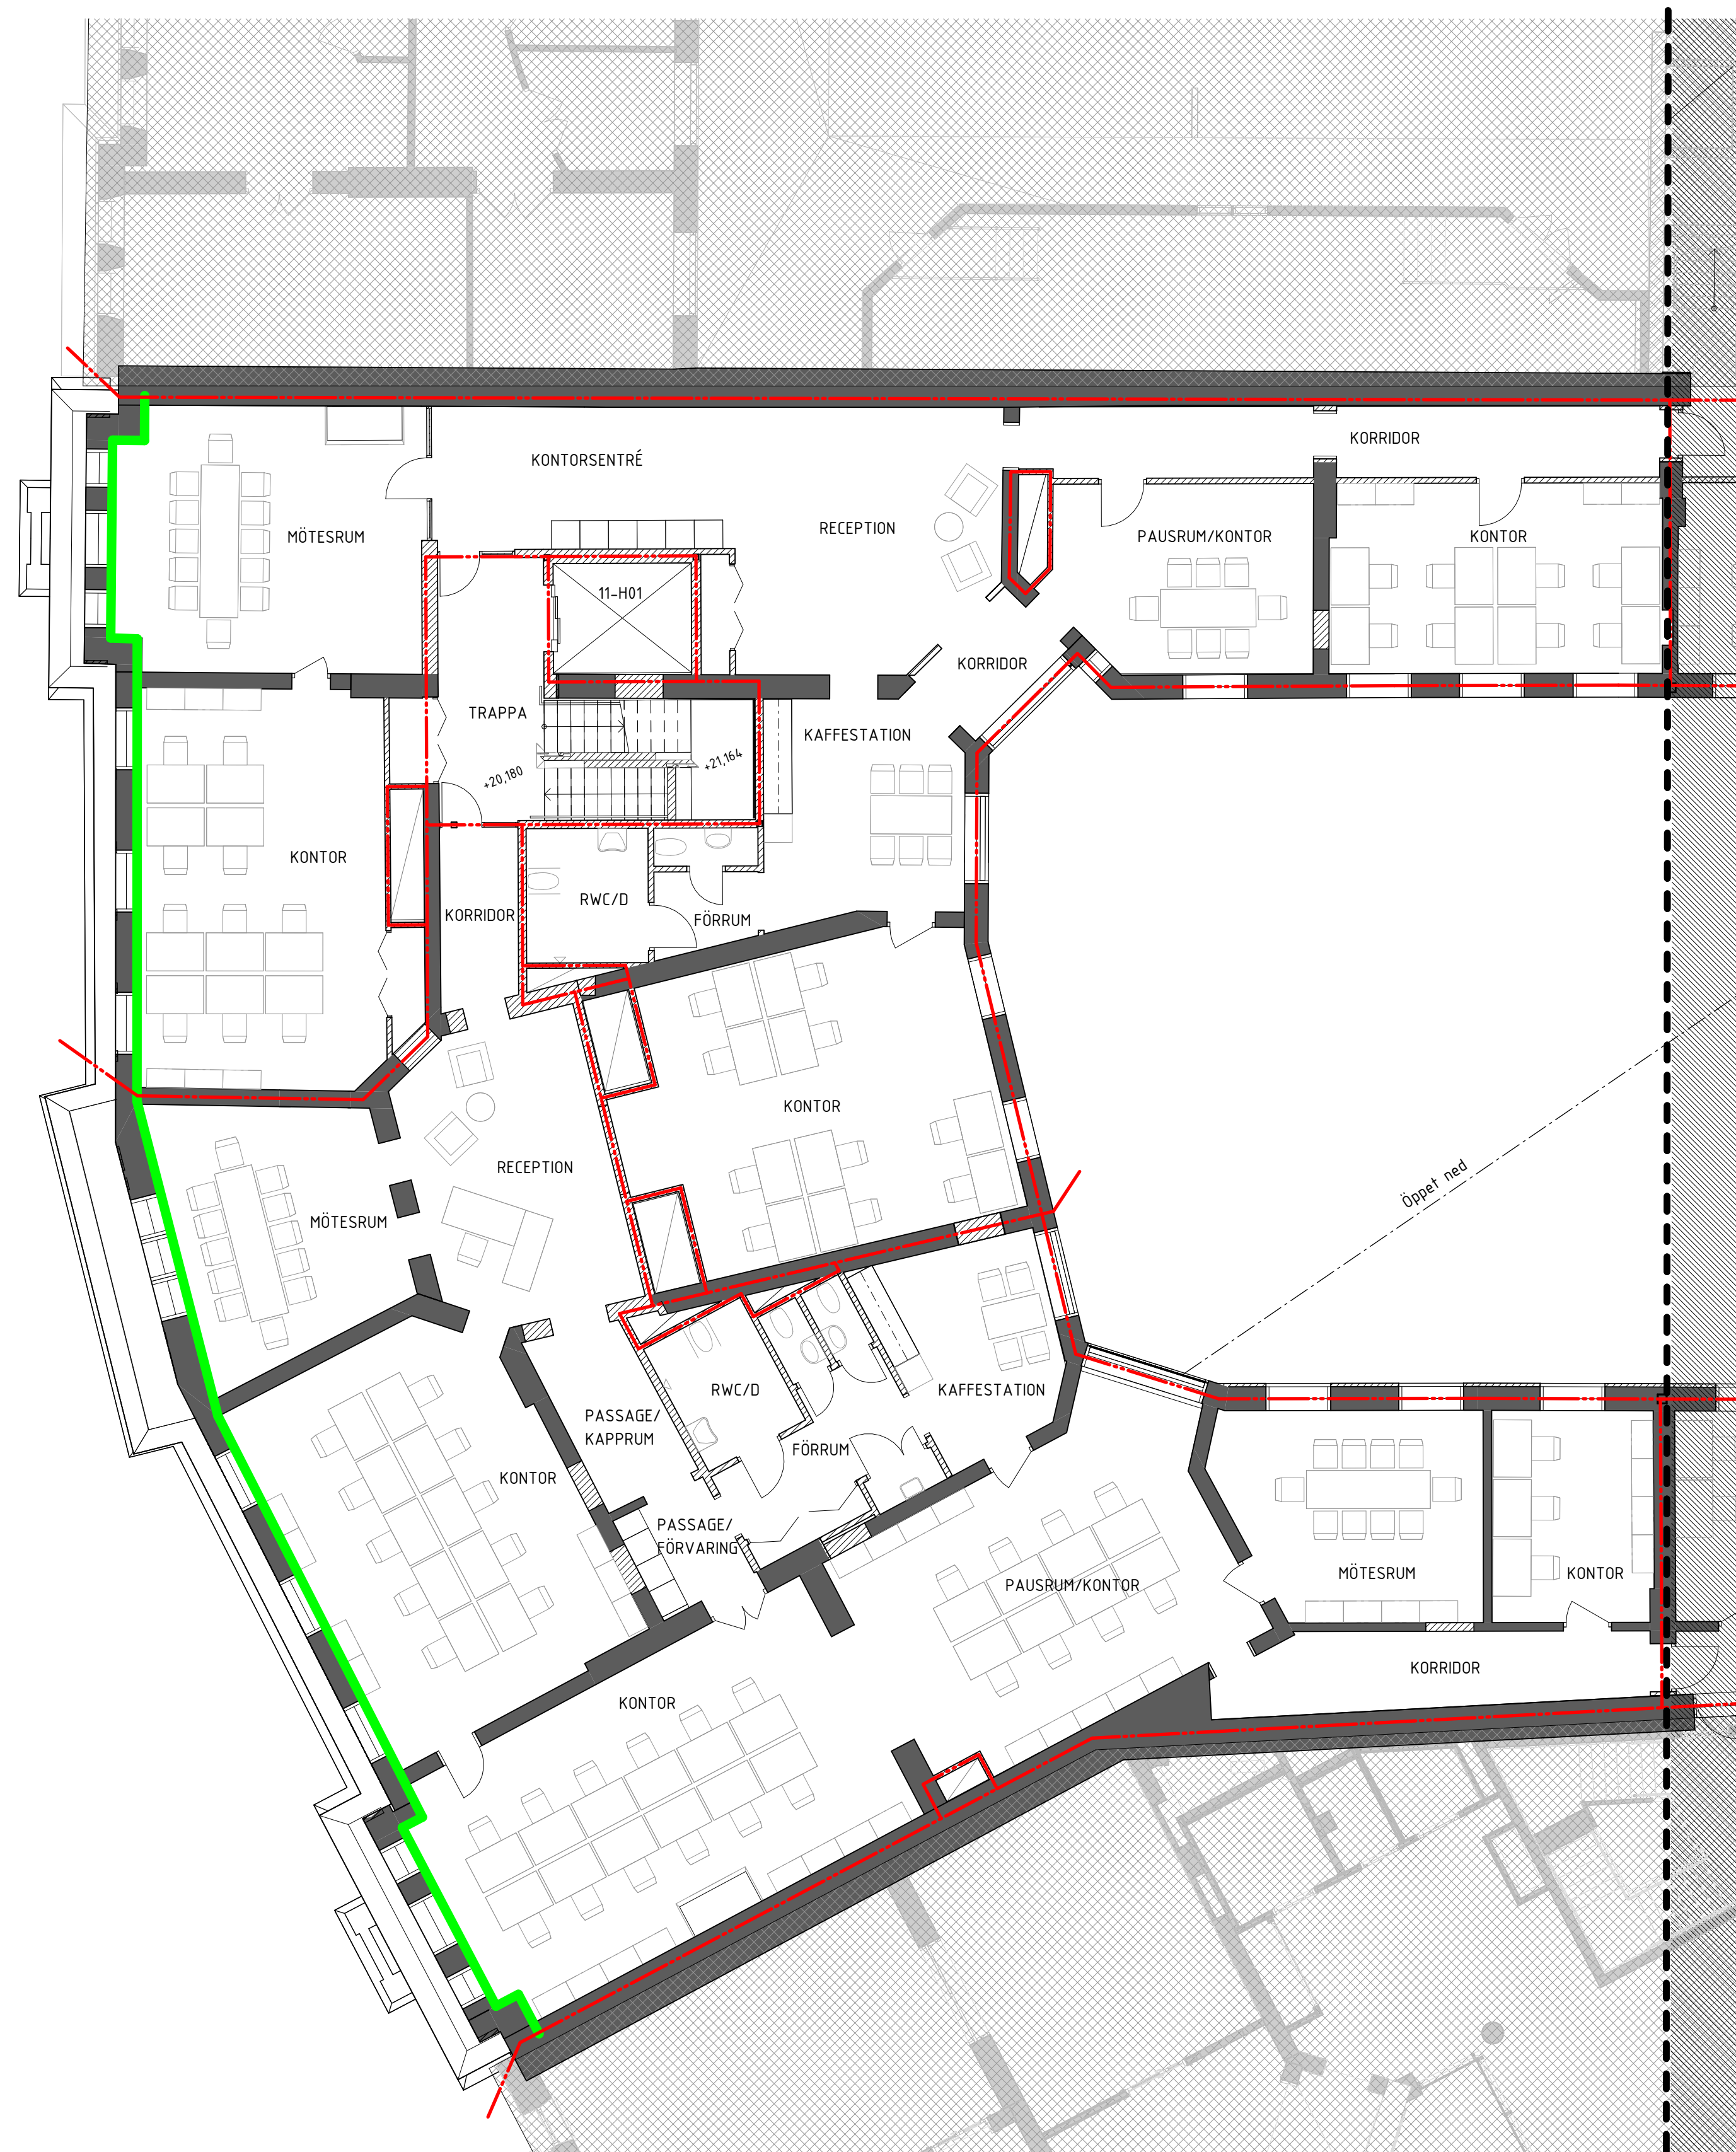 KORRIDOR
KONTORSENTRÉ
RECEPTION
MÖTESRUM
PAUSRUM/KONTOR
KONTOR
11-H01
KORRIDOR
TRAPPA
KAFFESTATION
+21,164
+20,180
KONTOR
RWC/D
KORRIDOR
FÖRRUM
KONTOR
RECEPTION
Öppet ned
MÖTESRUM
RWC/D
KAFFESTATION
PASSAGE/
KAPPRUM
FÖRRUM
KONTOR
PASSAGE/
FÖRVARING
MÖTESRUM
KONTOR
PAUSRUM/KONTOR
KORRIDOR
KONTOR